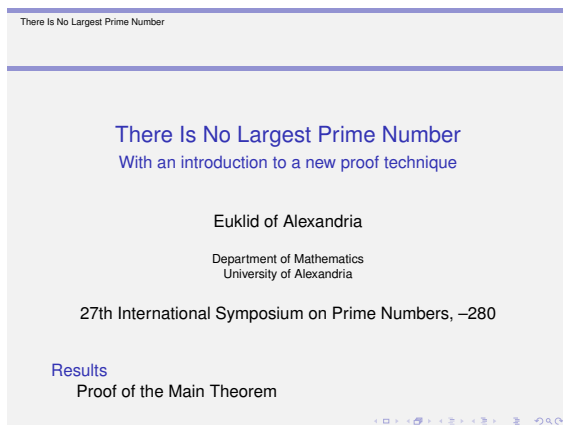 There Is No Largest Prime Number
There Is No Largest Prime Number
With an introduction to a new proof technique
Euklid of Alexandria
Department of Mathematics
University of Alexandria
27th International Symposium on Prime Numbers, –280
Results
Proof of the Main Theorem